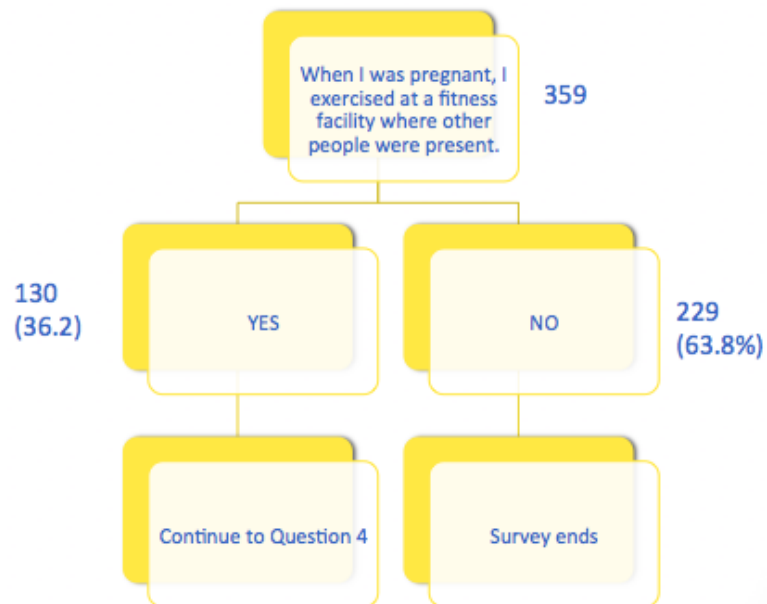 When I was pregnant, I
exercised at a fitness
facility where other
people were present.
359
130
(36.2)
YES
NO
229
(63.8%)
Continue to Question 4
Survey ends